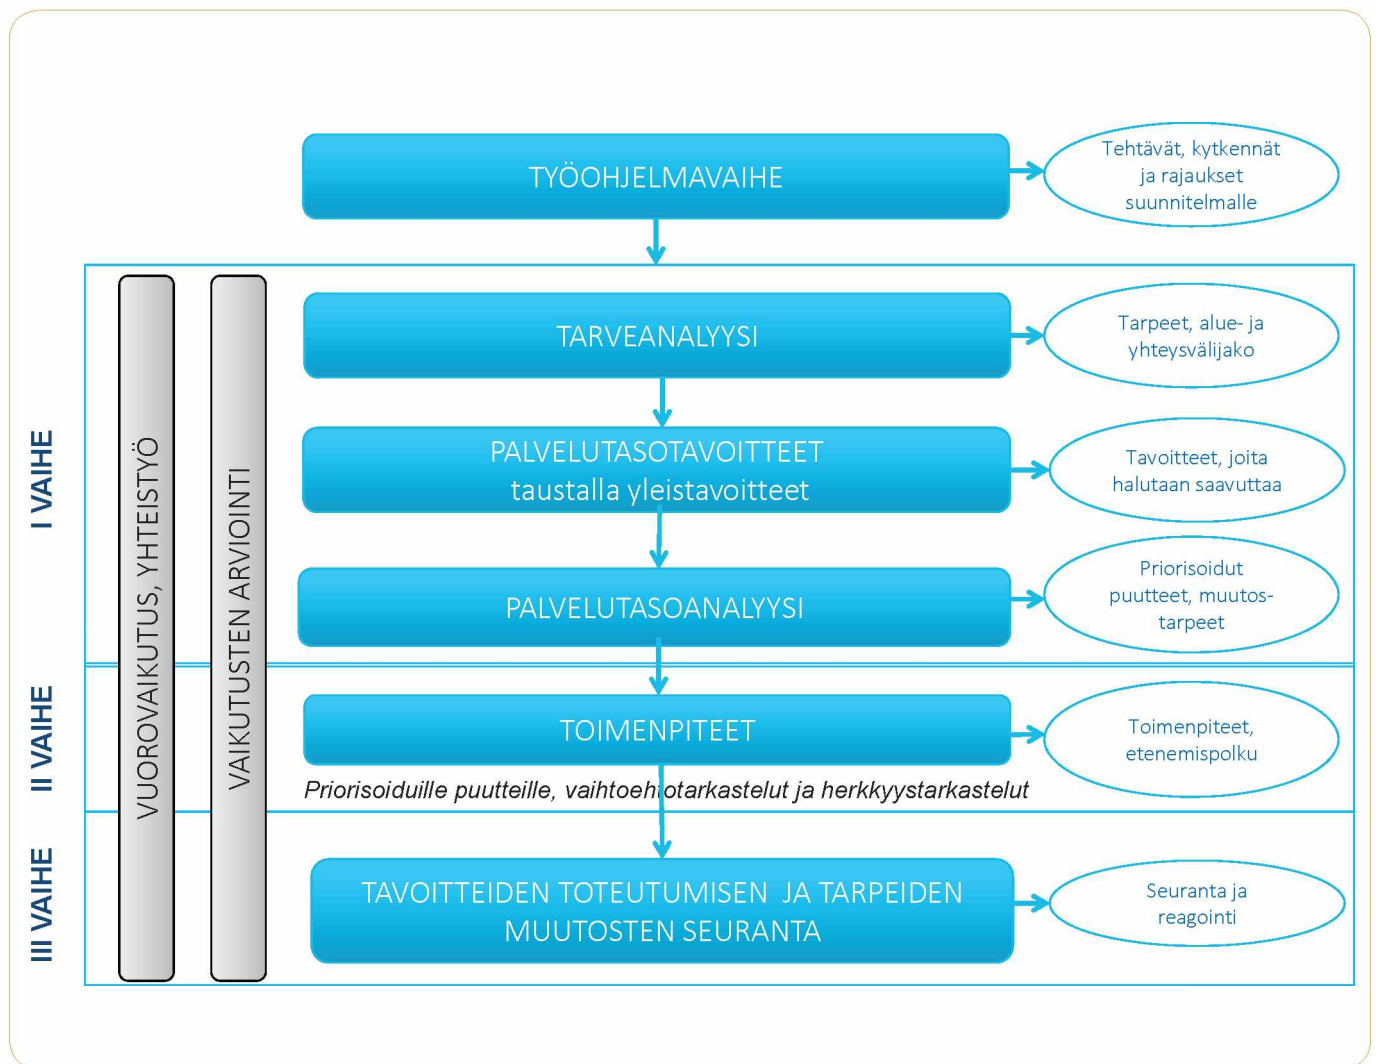 TYÖOHJELMAVAIHE
Tehtävät, kytkennät
ja rajaukset
suunnitelmalle
I VAIHE
VUOROVAIKUTUS, YHTEISTYÖ
VAIKUTUSTEN ARVIOINTI
TARVEANALYYSI
Tarpeet, alue- ja
yhteysvälijako
PALVELUTASOTAVOITTEET
taustalla yleistavoitteet
Tavoitteet, joita
halutaan saavuttaa
PALVELUTASOANALYYSI
Priorisoidut
puutteet, muutos-
tarpeet
II VAIHE
TOIMENPITEET
Toimenpiteet,
etenemispolku
Priorisoiduille puutteille, vaihtoehtotarkastelut ja herkkyystarkastelut
III VAIHE
TAVOITTEIDEN TOTEUTUMISEN JA TARPEIDEN
MUUTOSTEN SEURANTA
Seuranta ja
reagointi